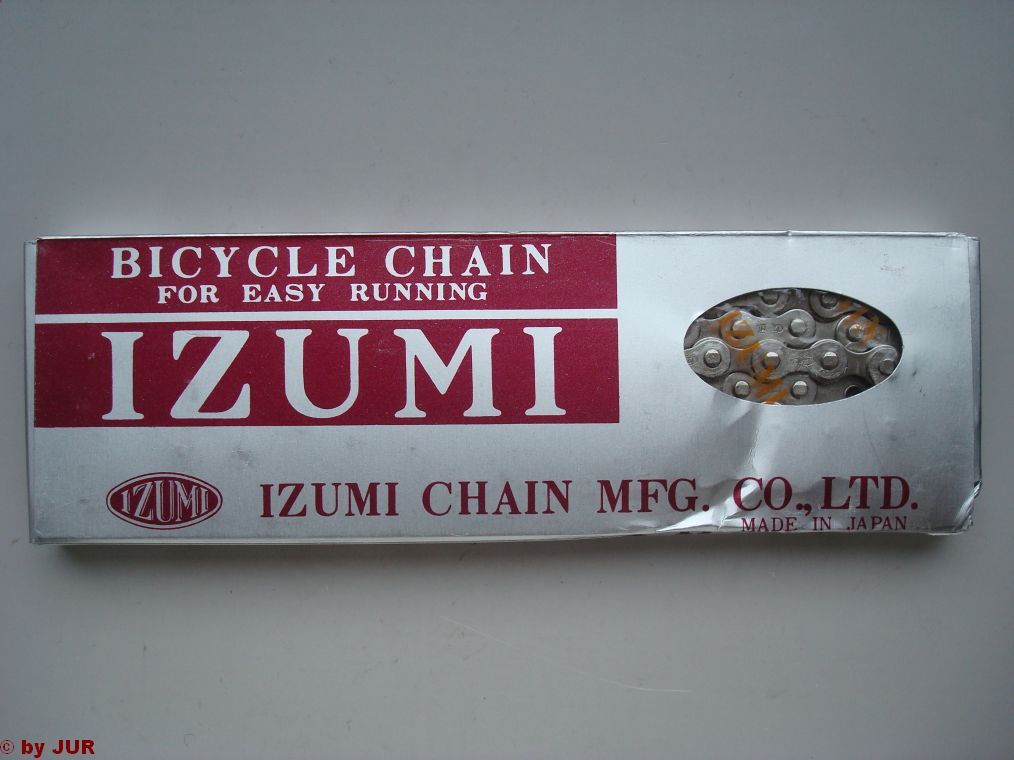 BICYCLE CHAIN
FOR EASY RUNNING
IZUMI
IZUMI
IZUMI CHAIN MFG. CO., LTD.
MADE IN JAPAN
© by JUR